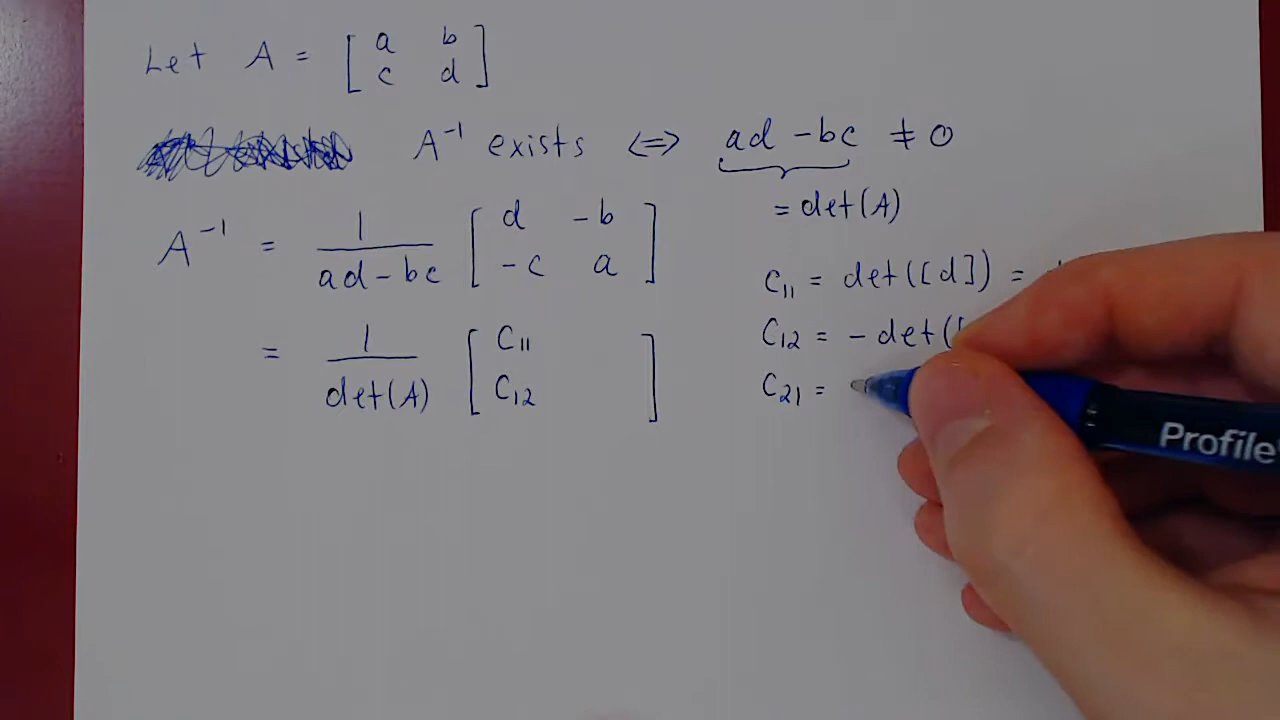 Let A = [ a b
c d ]
A⁻¹ exists ⇔ ad - bc ≠ 0
= det(A)
A⁻¹ = 1 / ad - bc [ d -b
-c a ]
= 1 / det(A) [ C₁₁
C₁₂ ]
C₁₁ = det([d]) =
C₁₂ = - det([
C₂₁ =
Profile